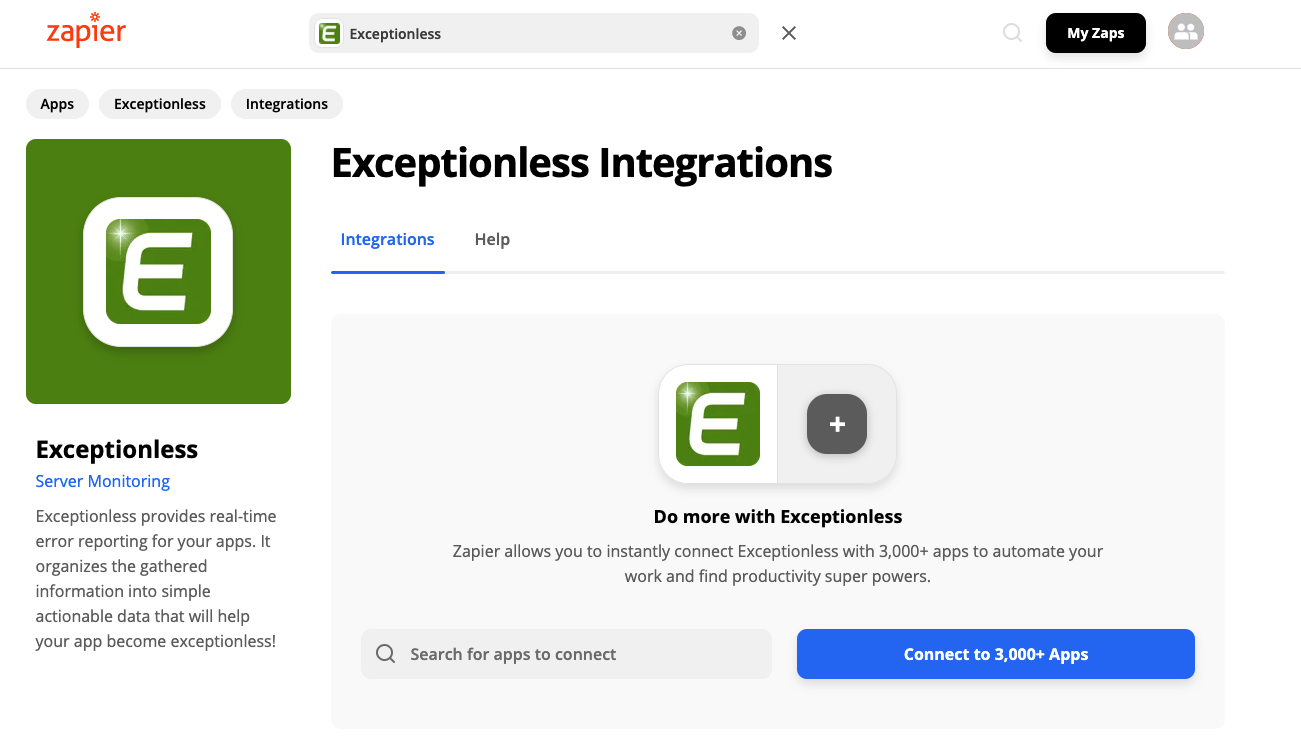 zapier
Exceptionless
My Zaps
Apps
Exceptionless
Integrations
E
Exceptionless
Server Monitoring
Exceptionless provides real-time
error reporting for your apps. It
organizes the gathered
information into simple
actionable data that will help
your app become exceptionless!
Exceptionless Integrations
Integrations
Help
E
Do more with Exceptionless
Zapier allows you to instantly connect Exceptionless with 3,000+ apps to automate your
work and find productivity super powers.
Search for apps to connect
Connect to 3,000+ Apps